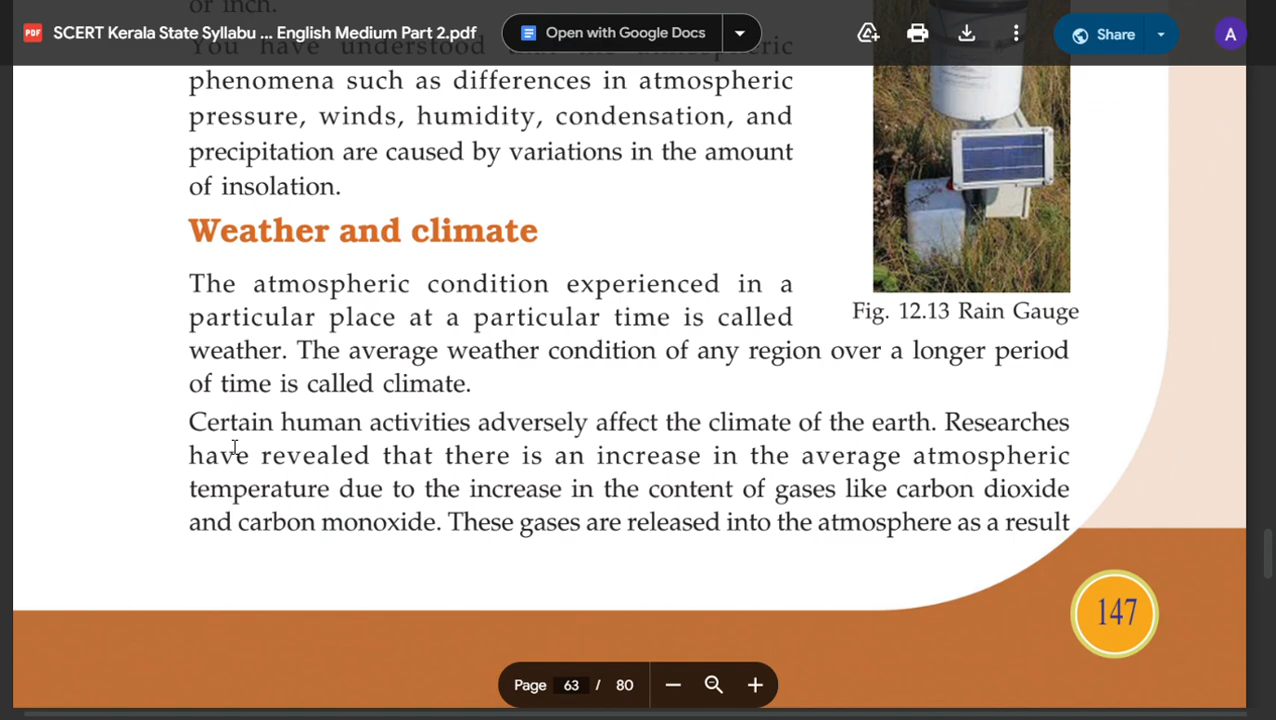 or inch.
SCERT Kerala State Syllabu ... English Medium Part 2.pdf
Open with Google Docs
Share
A
You have understood
phenomena such as differences in atmospheric
pressure, winds, humidity, condensation, and
precipitation are caused by variations in the amount
of insolation.
Weather and climate
The atmospheric condition experienced in a
particular place at a particular time is called
weather. The average weather condition of any region over a longer period
of time is called climate.
Fig. 12.13 Rain Gauge
Certain human activities adversely affect the climate of the earth. Researches
have revealed that there is an increase in the average atmospheric
temperature due to the increase in the content of gases like carbon dioxide
and carbon monoxide. These gases are released into the atmosphere as a result
147
Page 63 / 80